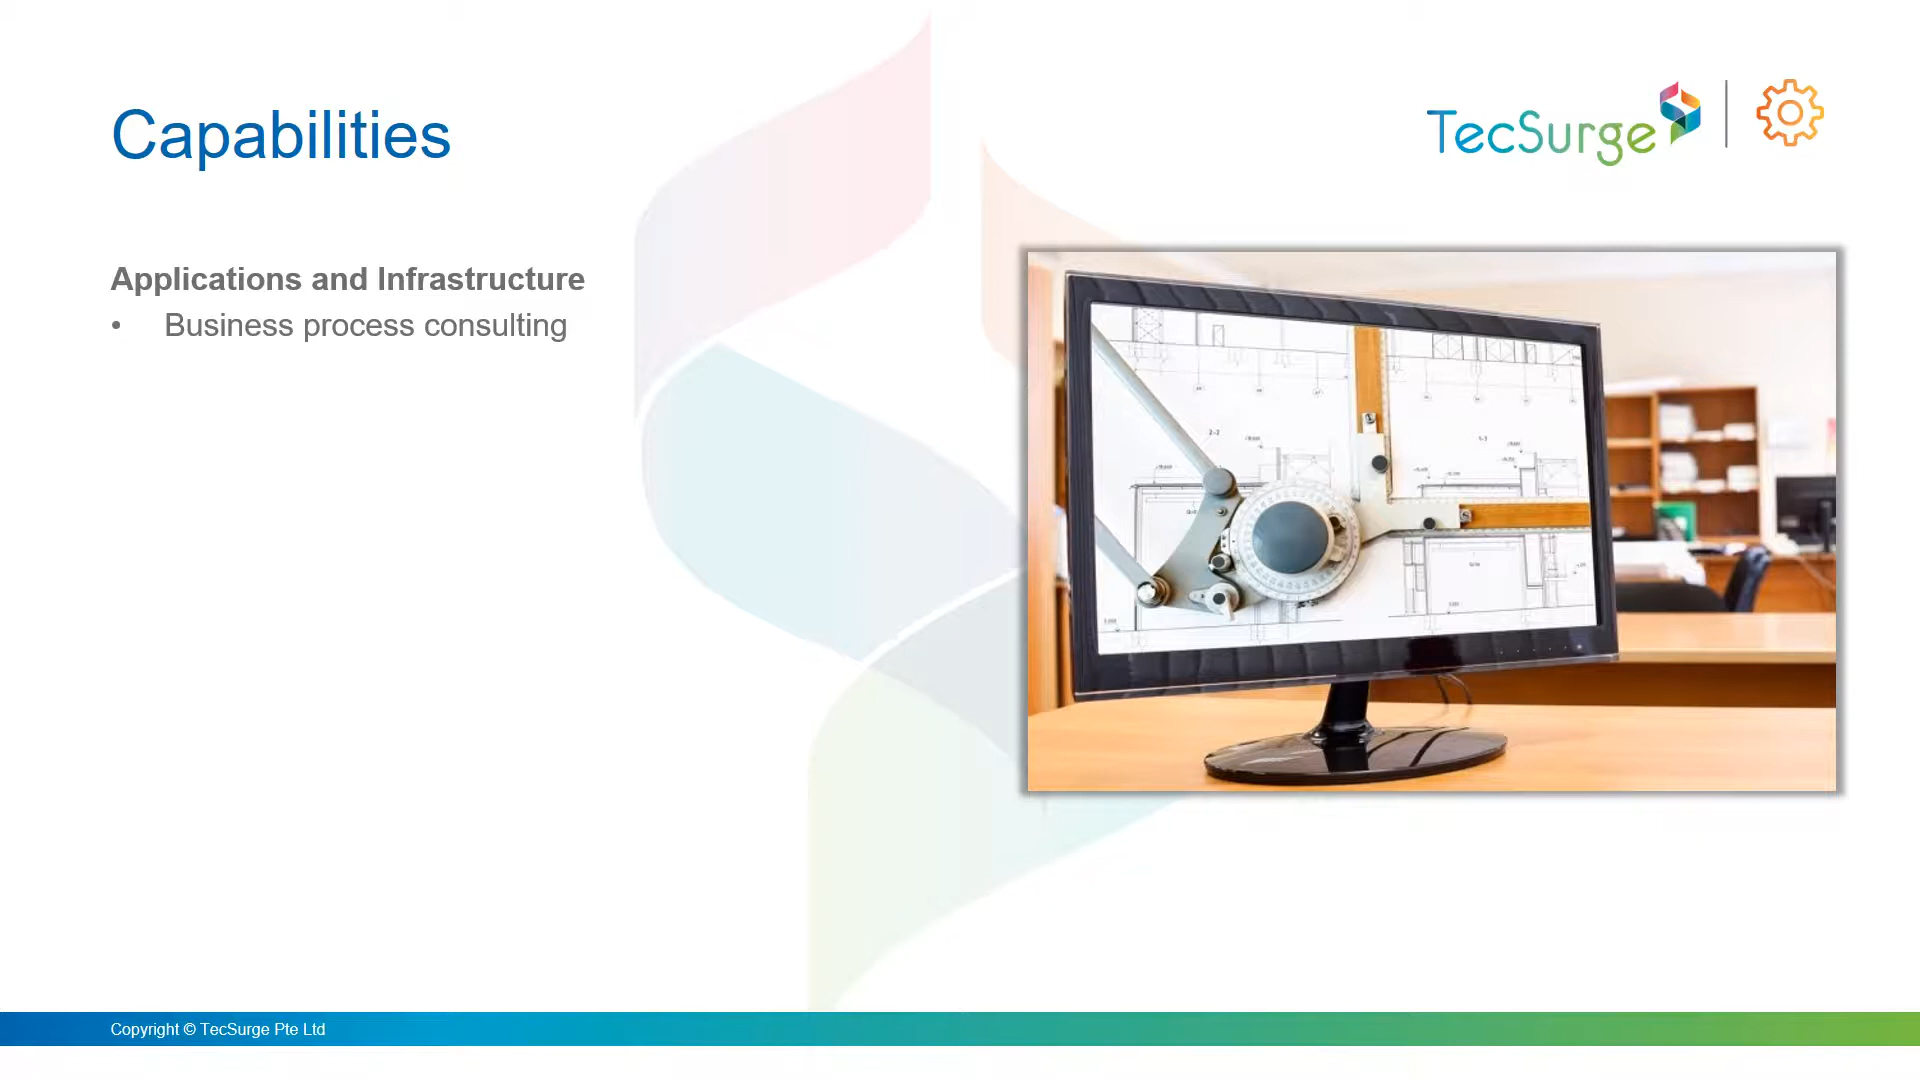 Capabilities
TecSurge
Applications and Infrastructure
• Business process consulting
Copyright © TecSurge Pte Ltd